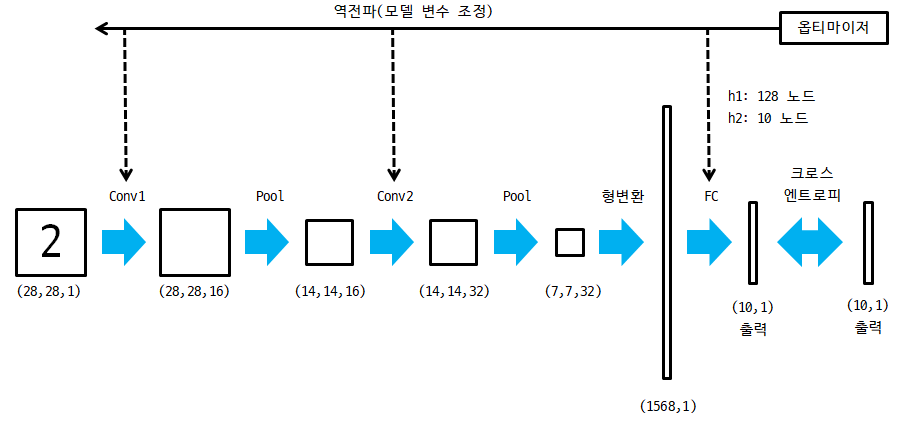 역전파(모델 변수 조정)
옵티마이저
h1: 128 노드
h2: 10 노드
Conv1
Pool
Conv2
Pool
형변환
FC
크로스
엔트로피
2
(28,28,1)
(28,28,16)
(14,14,16)
(14,14,32)
(7,7,32)
(1568,1)
(10,1)
출력
(10,1)
출력